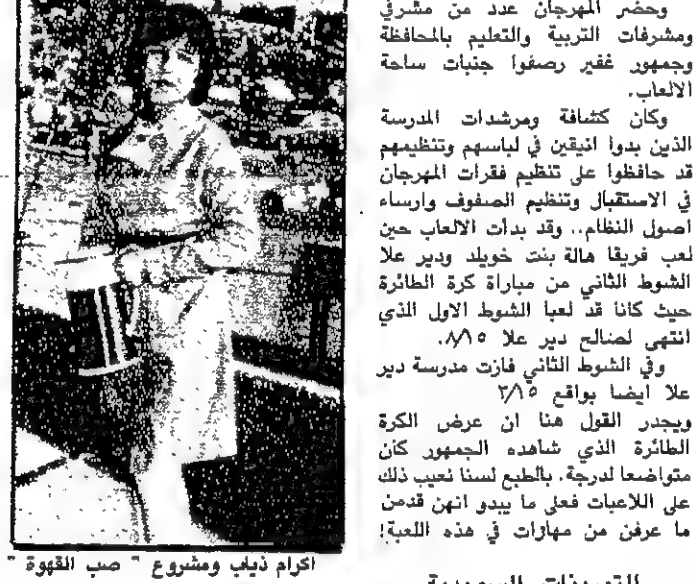 وحضر المهرجان عدد من مشرفي
ومشرفات التربية والتعليم بالمحافظة
وجمهور غفير رصفوا جنبات ساحة
الالعاب.
وكان كشافة ومرشدات المدرسة
الذين بدوا انيقين في لباسهم وتنظيمهم
قد حافظوا على تنظيم فقرات المهرجان
في الاستقبال وتنظيم الصفوف وارساء
اصول النظام.. وقد بدأت الالعاب حين
لعب فريقا هالة بنت خويلد ودير علا
الشوط الثاني من مباراة كرة الطائرة
حيث كانا قد لعبا الشوط الاول الذي
انتهى لصالح دير علا ٨/١٥.
وفي الشوط الثاني فازت مدرسة دير
علا ايضا بواقع ٣/١٥
ويجدر القول هنا ان عرض الكرة
الطائرة الذي شاهده الجمهور كان
متواضعا لدرجة، بالطبع لسنا نعيب ذلك
على اللاعبات فعلى ما يبدو انهن قدمن
ما عرفن من مهارات في هذه اللعبة!
اكرام ذياب ومشروع " صب القهوة "